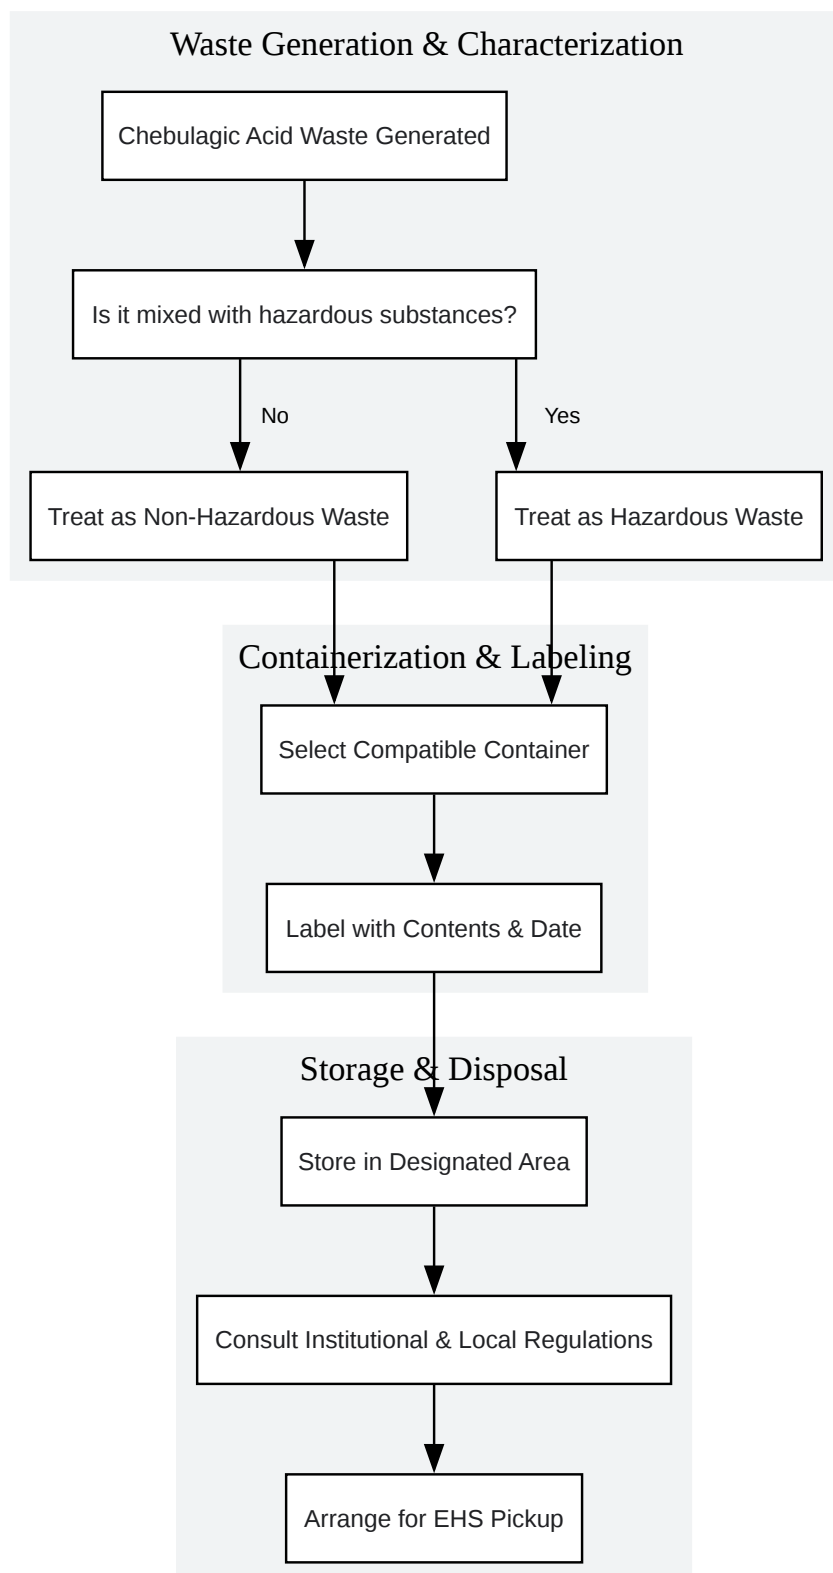 Waste Generation & Characterization
Chebulagic Acid Waste Generated
Is it mixed with hazardous substances?
No
Yes
Treat as Non-Hazardous Waste
Treat as Hazardous Waste
Containerization & Labeling
Select Compatible Container
Label with Contents & Date
Storage & Disposal
Store in Designated Area
Consult Institutional & Local Regulations
Arrange for EHS Pickup